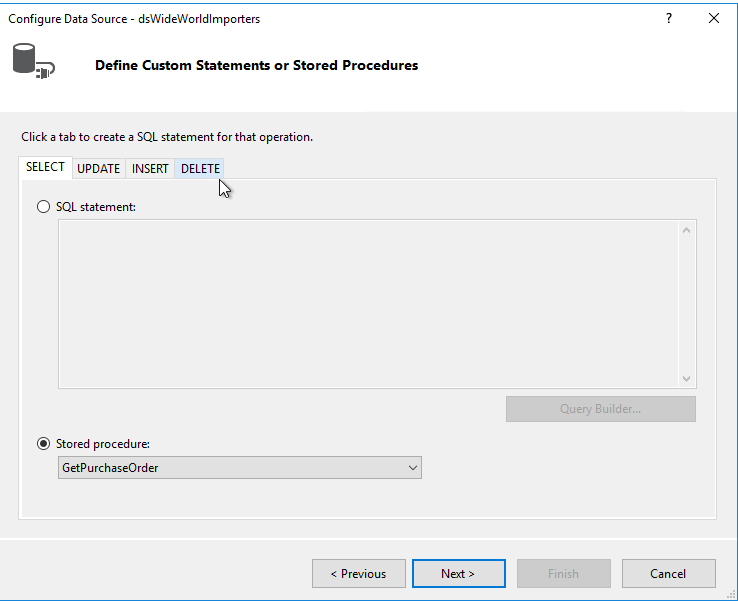 Configure Data Source - dsWideWorldImporters ?
Define Custom Statements or Stored Procedures
Click a tab to create a SQL statement for that operation.
SELECT UPDATE INSERT DELETE
SQL statement:
Query Builder...
Stored procedure:
GetPurchaseOrder
< Previous Next > Finish Cancel